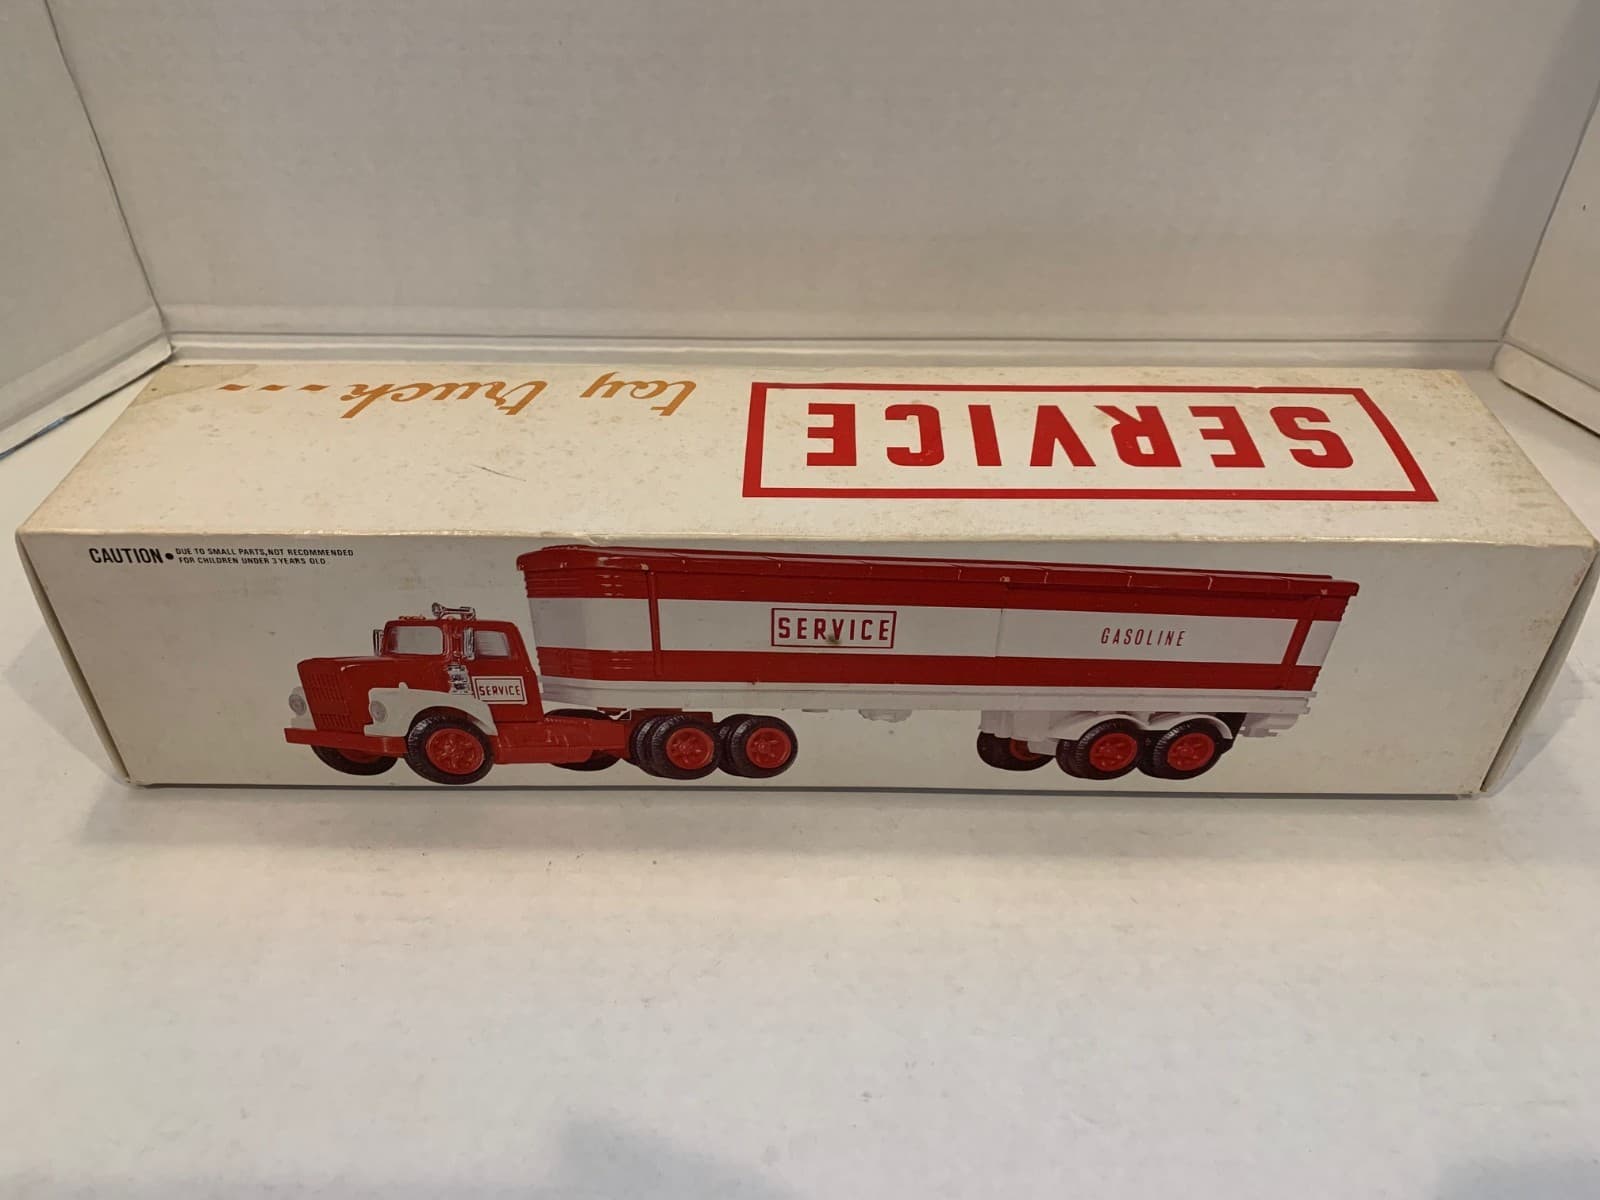 SERVICE toy truck ----
CAUTION • DUE TO SMALL PARTS, NOT RECOMMENDED
FOR CHILDREN UNDER 3 YEARS OLD.
SERVICE
GASOLINE
SERVICE